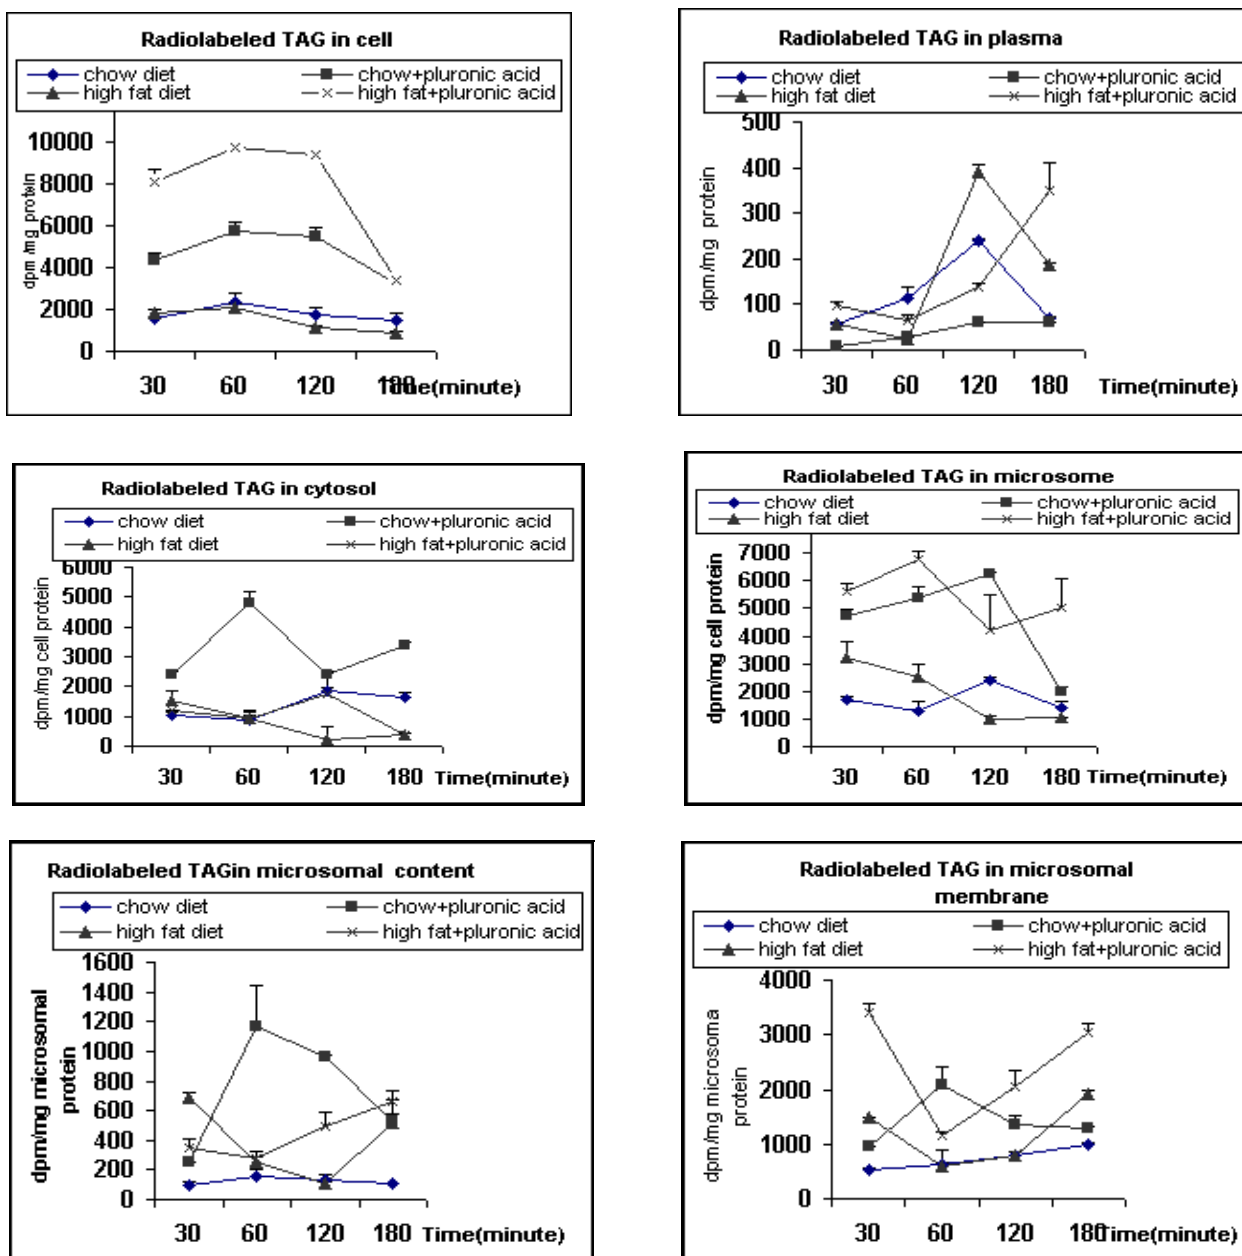 Radiolabeled TAG in cell
chow diet chow+pluronic acid
high fat diet high fat+pluronic acid
dpm /mg protein
10000
8000
6000
4000
2000
0
30 60 120 180 Time(minute)
Radiolabeled TAG in plasma
chow diet chow+pluronic acid
high fat diet high fat+pluronic acid
dpm/mg protein
500
400
300
200
100
0
30 60 120 180 Time(minute)
Radiolabeled TAG in cytosol
chow diet chow+pluronic acid
high fat diet high fat+pluronic acid
dpm/mg cell protein
6000
5000
4000
3000
2000
1000
0
30 60 120 180 Time(minute)
Radiolabeled TAG in microsome
chow diet chow+pluronic acid
high fat diet high fat+pluronic acid
dpm/mg cell protein
7000
6000
5000
4000
3000
2000
1000
0
30 60 120 180 Time(minute)
Radiolabeled TAGin microsomal content
chow diet chow+pluronic acid
high fat diet high fat+pluronic acid
dpm/mg microsomal
protein
1600
1400
1200
1000
800
600
400
200
0
30 60 120 180 Time(minute)
Radiolabeled TAG in microsomal
membrane
chow diet chow+pluronic acid
high fat diet high fat+pluronic acid
dpm/mg microsoma
protein
4000
3000
2000
1000
0
30 60 120 180 Time(minute)